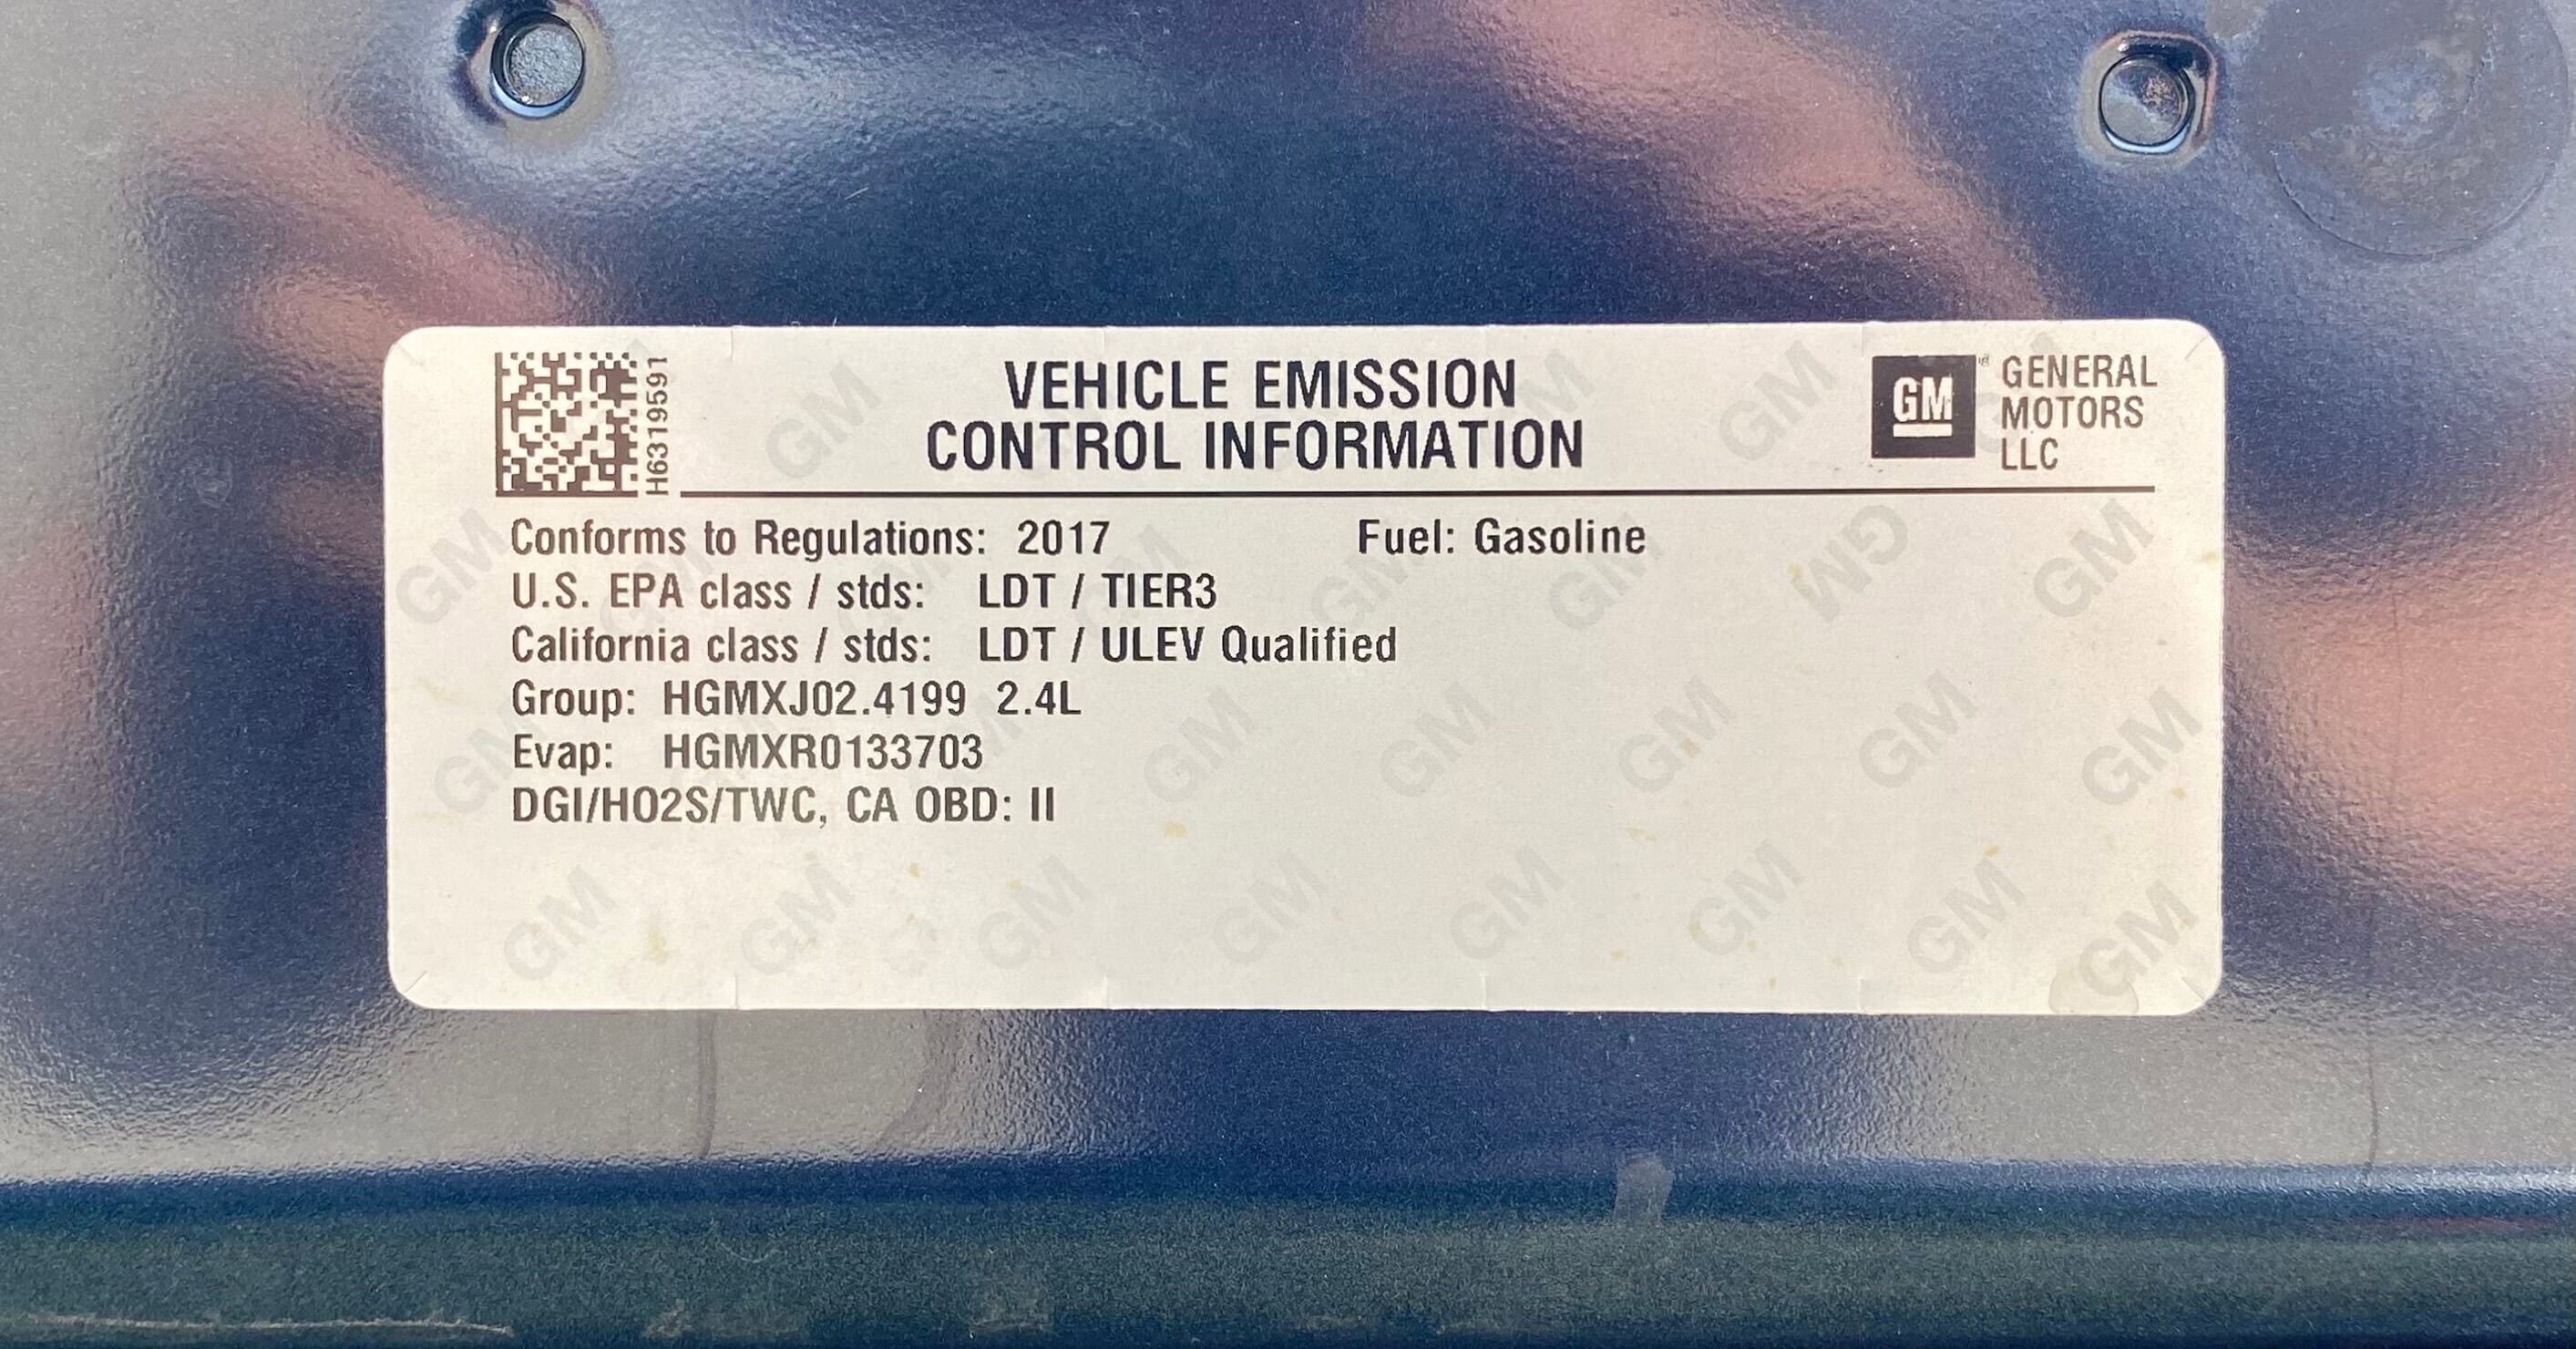 H6319591
VEHICLE EMISSION
CONTROL INFORMATION
GM
GENERAL
MOTORS
LLC
Conforms to Regulations: 2017 Fuel: Gasoline
U.S. EPA class / stds: LDT / TIER3
California class / stds: LDT / ULEV Qualified
Group: HGMXJ02.4199 2.4L
Evap: HGMXR0133703
DGI/HO2S/TWC, CA OBD: II